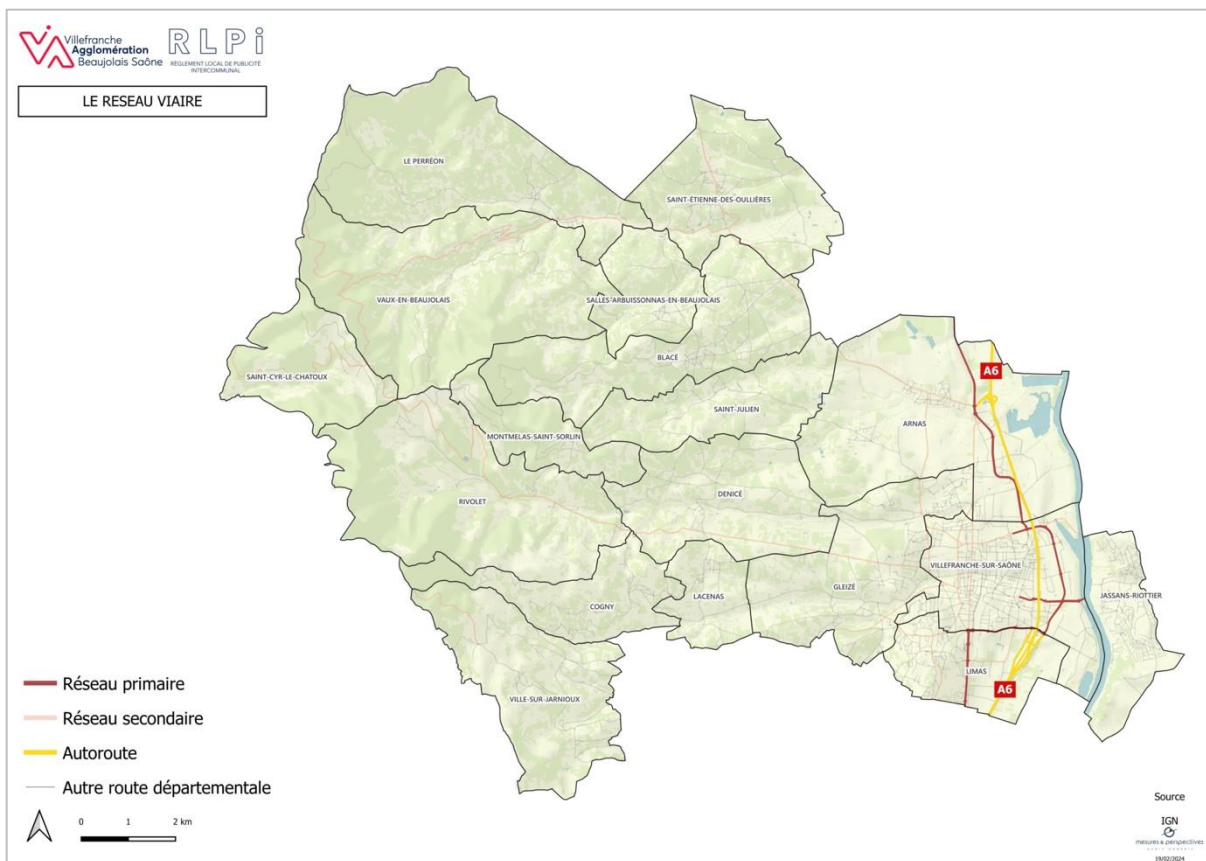 Villefranche
Agglomération
Beaujolais Saône
RLPi
RÈGLEMENT LOCAL DE PUBLICITÉ
INTERCOMMUNAL
LE RESEAU VIAIRE
LE PERRÉON
SAINT-ÉTIENNE-DES-OULLIÈRES
VAUX-EN-BEAUJOLAIS
SALLES-ARBUISSONNAS-EN-BEAUJOLAIS
BLACÉ
SAINT-CYR-LE-CHATOUX
A6
SAINT-JULIEN
ARNAS
MONTMELAS-SAINT-SORLIN
RIVOLET
DENICÉ
VILLEFRANCHE-SUR-SAÔNE
GLEIZÉ
JASSANS-RIOTTIER
LACENAS
COGNY
LIMAS
A6
VILLE-SUR-JARNIOUX
Réseau primaire
Réseau secondaire
Autoroute
Autre route départementale
0 1 2 km
Source
IGN
mesures & perspectives
19/02/2024